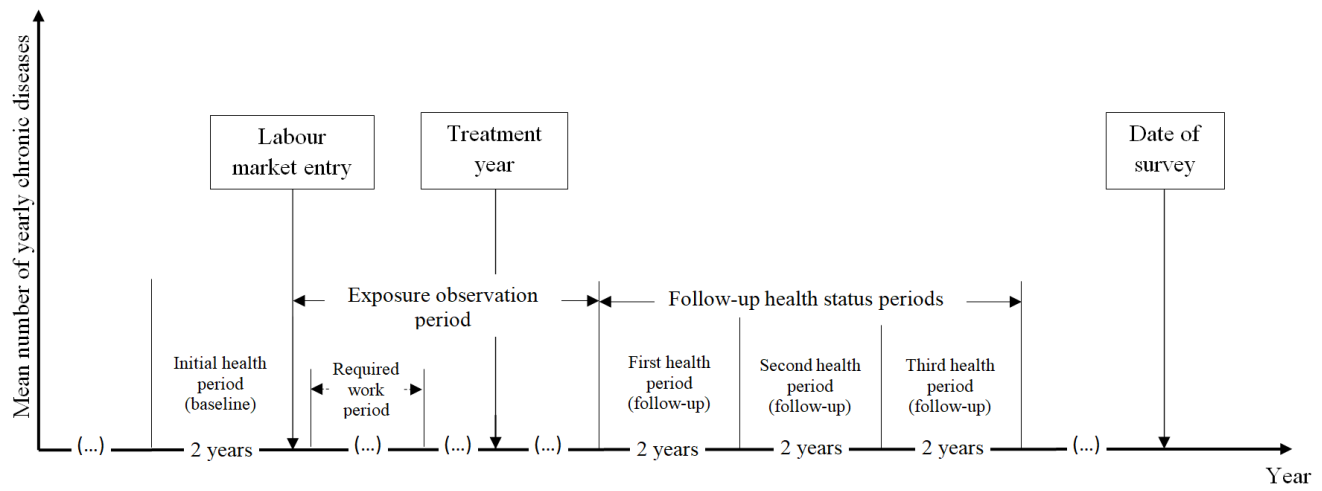 Mean number of yearly chronic diseases
Labour
market entry
Treatment
year
Date of
survey
Exposure observation
period
Follow-up health status periods
Initial health
period
(baseline)
Required
work
period
First health
period
(follow-up)
Second health
period
(follow-up)
Third health
period
(follow-up)
(...) 2 years (...) (...) (...) 2 years 2 years 2 years (...)
Year